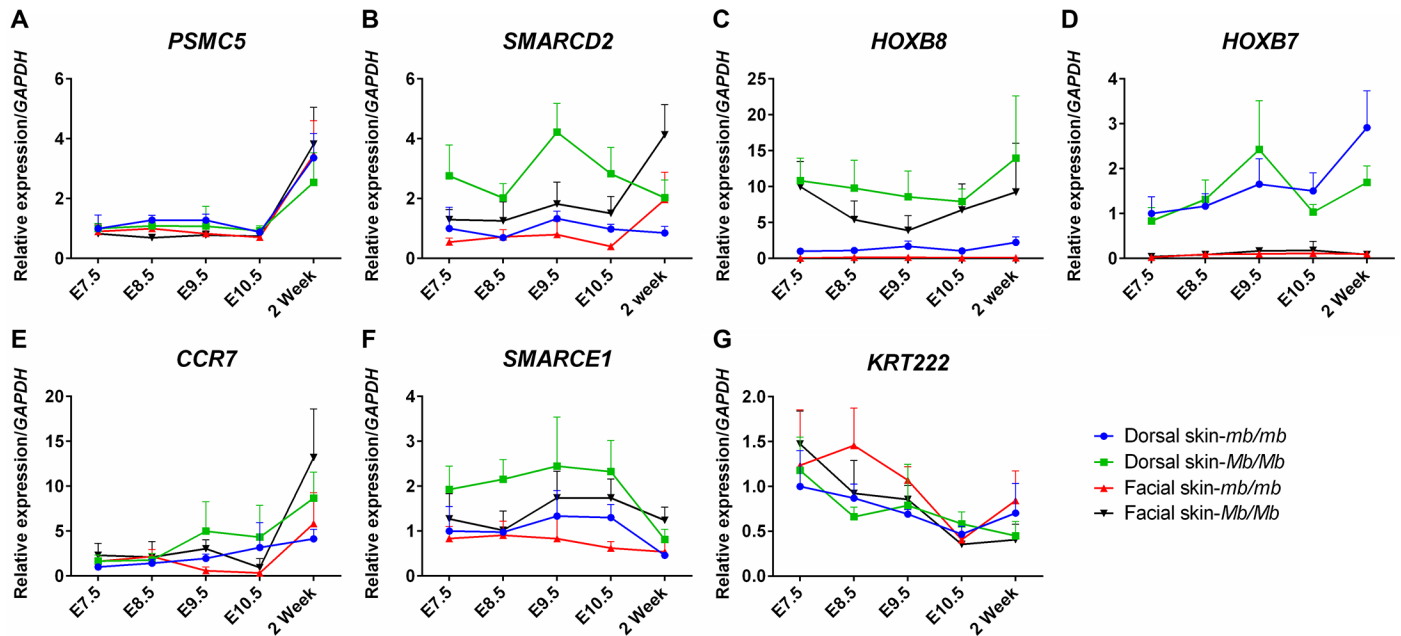 A
PSMC5
Relative expression/GAPDH
6
4
2
0
E7.5
E8.5
E9.5
E10.5
2 Week
B
SMARCD2
Relative expression/GAPDH
6
4
2
0
E7.5
E8.5
E9.5
E10.5
2 Week
C
HOXB8
Relative expression/GAPDH
25
20
15
10
5
0
E7.5
E8.5
E9.5
E10.5
2 week
D
HOXB7
Relative expression/GAPDH
4
3
2
1
0
E7.5
E8.5
E9.5
E10.5
2 Week
E
CCR7
Relative expression/GAPDH
20
15
10
5
0
E7.5
E8.5
E9.5
E10.5
2 Week
F
SMARCE1
Relative expression/GAPDH
4
3
2
1
0
E7.5
E8.5
E9.5
E10.5
2 Week
G
KRT222
Relative expression/GAPDH
2.0
1.5
1.0
0.5
0.0
E7.5
E8.5
E9.5
E10.5
2 Week
Dorsal skin-mb/mb
Dorsal skin-Mb/Mb
Facial skin-mb/mb
Facial skin-Mb/Mb